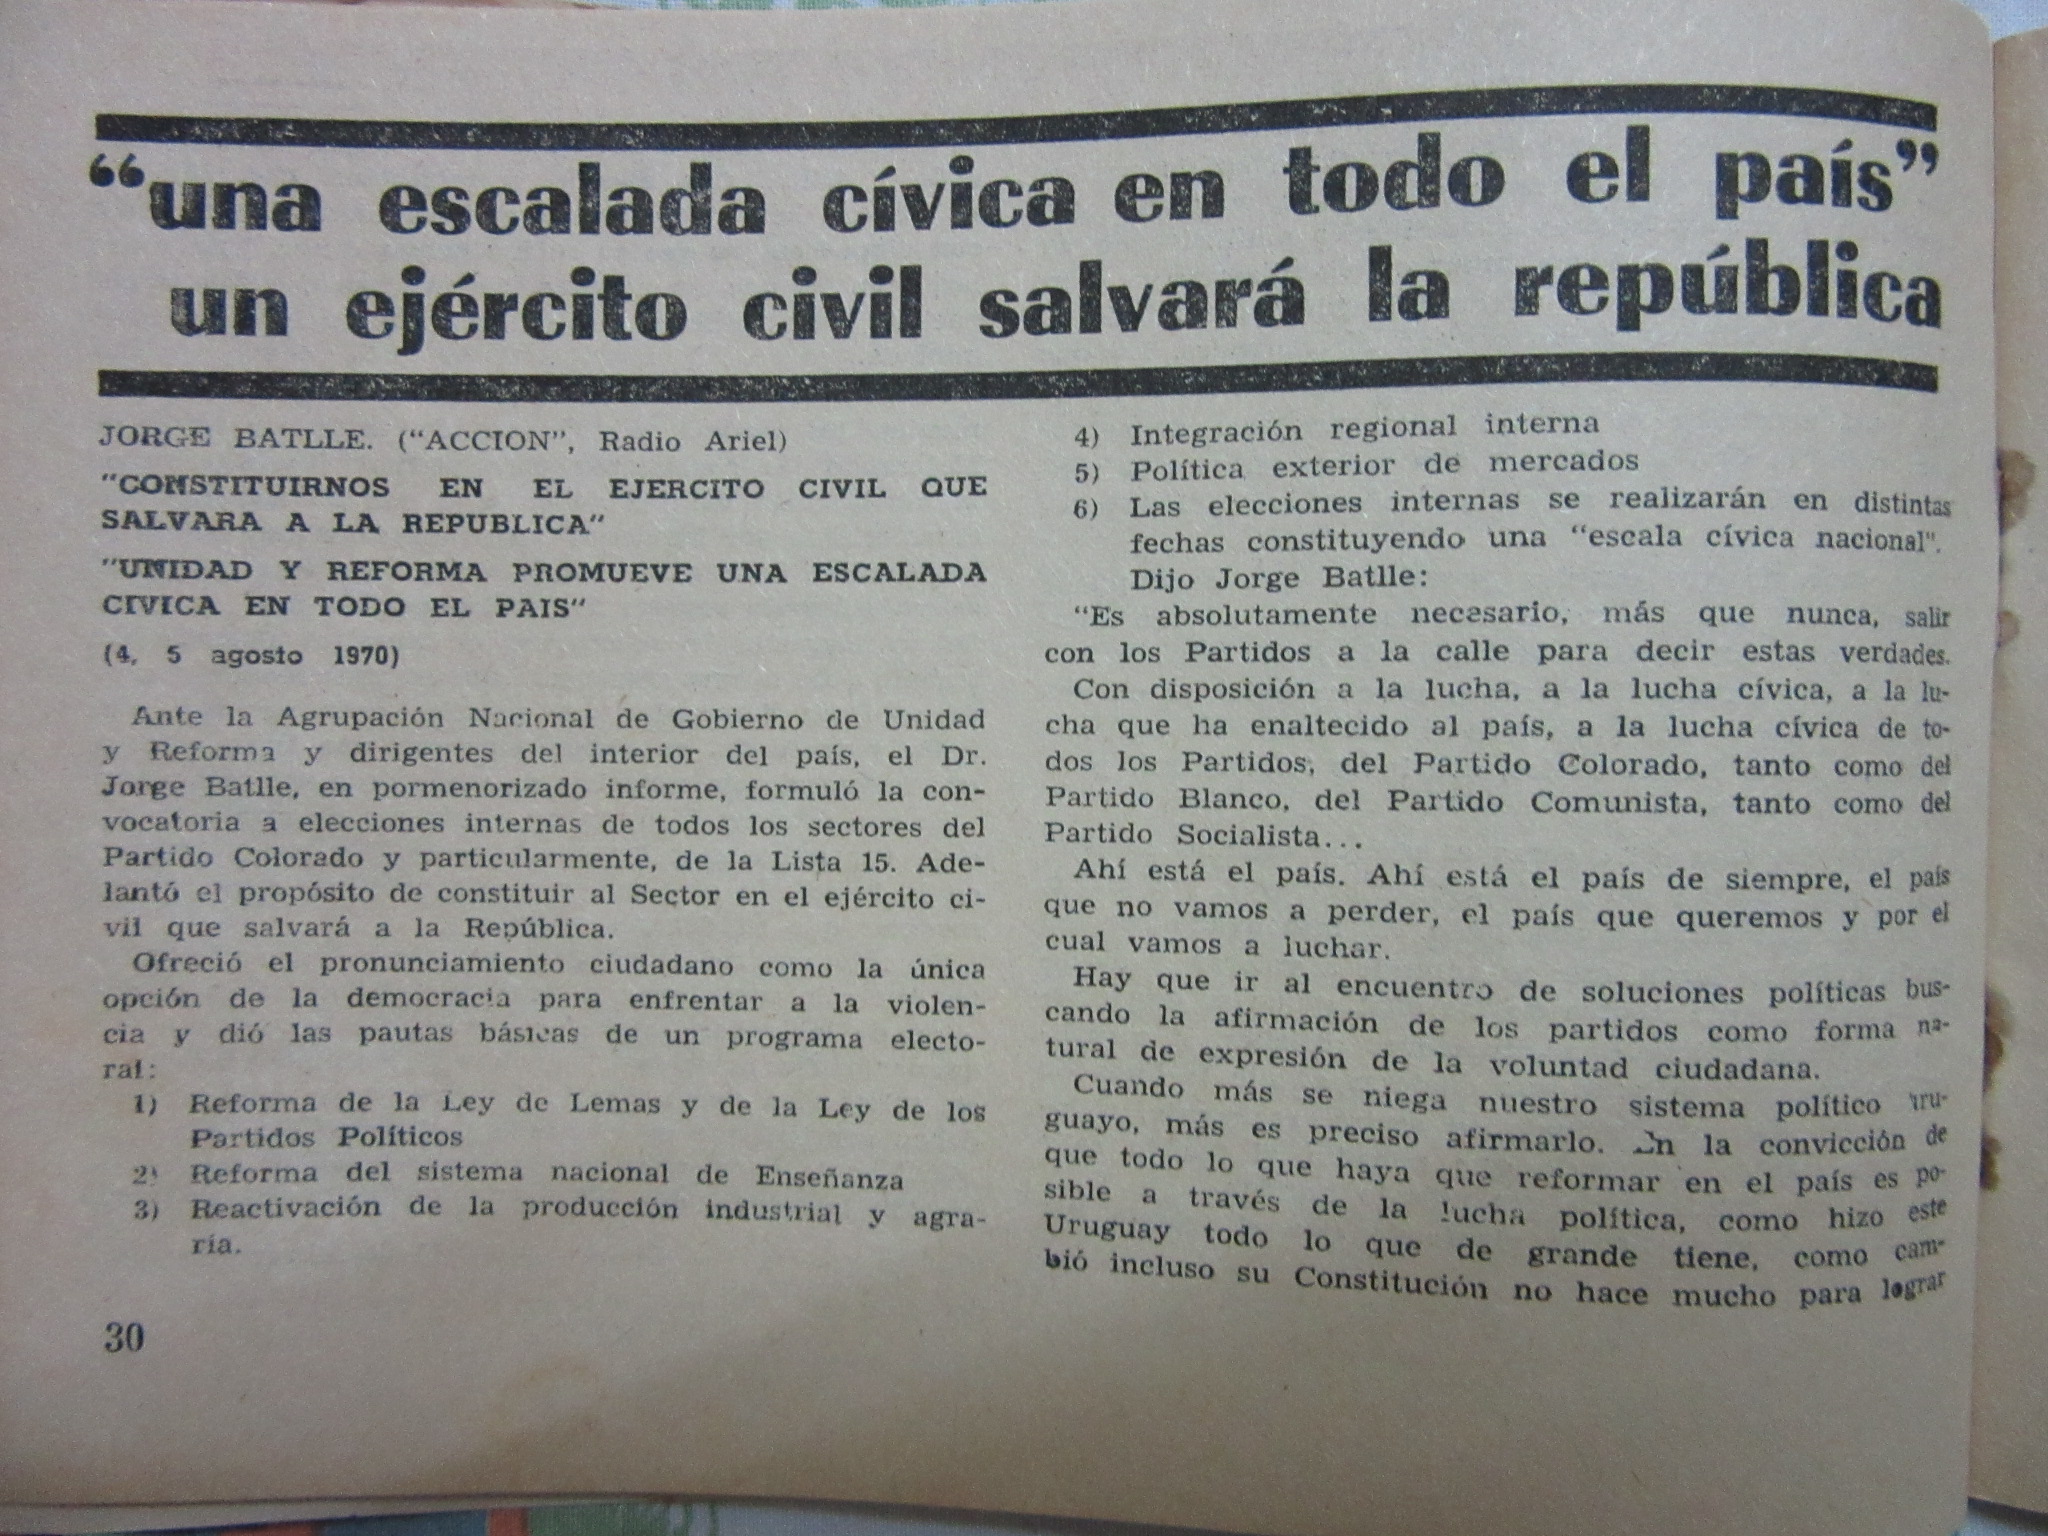 “una escalada cívica en todo el país”
un ejército civil salvará la república
JORGE BATLLE. (“ACCION”, Radio Ariel)
"CONSTITUIRNOS EN EL EJERCITO CIVIL QUE
SALVARA A LA REPUBLICA"
"UNIDAD Y REFORMA PROMUEVE UNA ESCALADA
CIVICA EN TODO EL PAIS"
(4, 5 agosto 1970)
Ante la Agrupación Nacional de Gobierno de Unidad
y Reforma y dirigentes del interior del país, el Dr.
Jorge Batlle, en pormenorizado informe, formuló la con-
vocatoria a elecciones internas de todos los sectores del
Partido Colorado y particularmente, de la Lista 15. Ade-
lantó el propósito de constituir al Sector en el ejército ci-
vil que salvará a la República.
Ofreció el pronunciamiento ciudadano como la única
opción de la democracia para enfrentar a la violen-
cia y dió las pautas básicas de un programa electo-
ral:
1) Reforma de la Ley de Lemas y de la Ley de los
Partidos Políticos
2) Reforma del sistema nacional de Enseñanza
3) Reactivación de la producción industrial y agra-
ria.
30
4) Integración regional interna
5) Política exterior de mercados
6) Las elecciones internas se realizarán en distintas
fechas constituyendo una “escala cívica nacional".
Dijo Jorge Batlle:
“Es absolutamente necesario, más que nunca, salir
con los Partidos a la calle para decir estas verdades.
Con disposición a la lucha, a la lucha cívica, a la lu-
cha que ha enaltecido al país, a la lucha cívica de to-
dos los Partidos, del Partido Colorado, tanto como del
Partido Blanco, del Partido Comunista, tanto como del
Partido Socialista...
Ahí está el país. Ahí está el país de siempre, el país
que no vamos a perder, el país que queremos y por el
cual vamos a luchar.
Hay que ir al encuentro de soluciones políticas bus-
cando la afirmación de los partidos como forma na-
tural de expresión de la voluntad ciudadana.
Cuando más se niega nuestro sistema político uru-
guayo, más es preciso afirmarlo. En la convicción de
que todo lo que haya que reformar en el país es po-
sible a través de la lucha política, como hizo este
Uruguay todo lo que de grande tiene, como cam-
bió incluso su Constitución no hace mucho para lograr